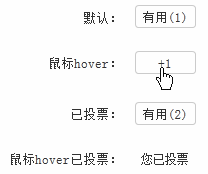 默认： 有用(1)
鼠标hover： +1
已投票： 有用(2)
鼠标hover已投票： 您已投票